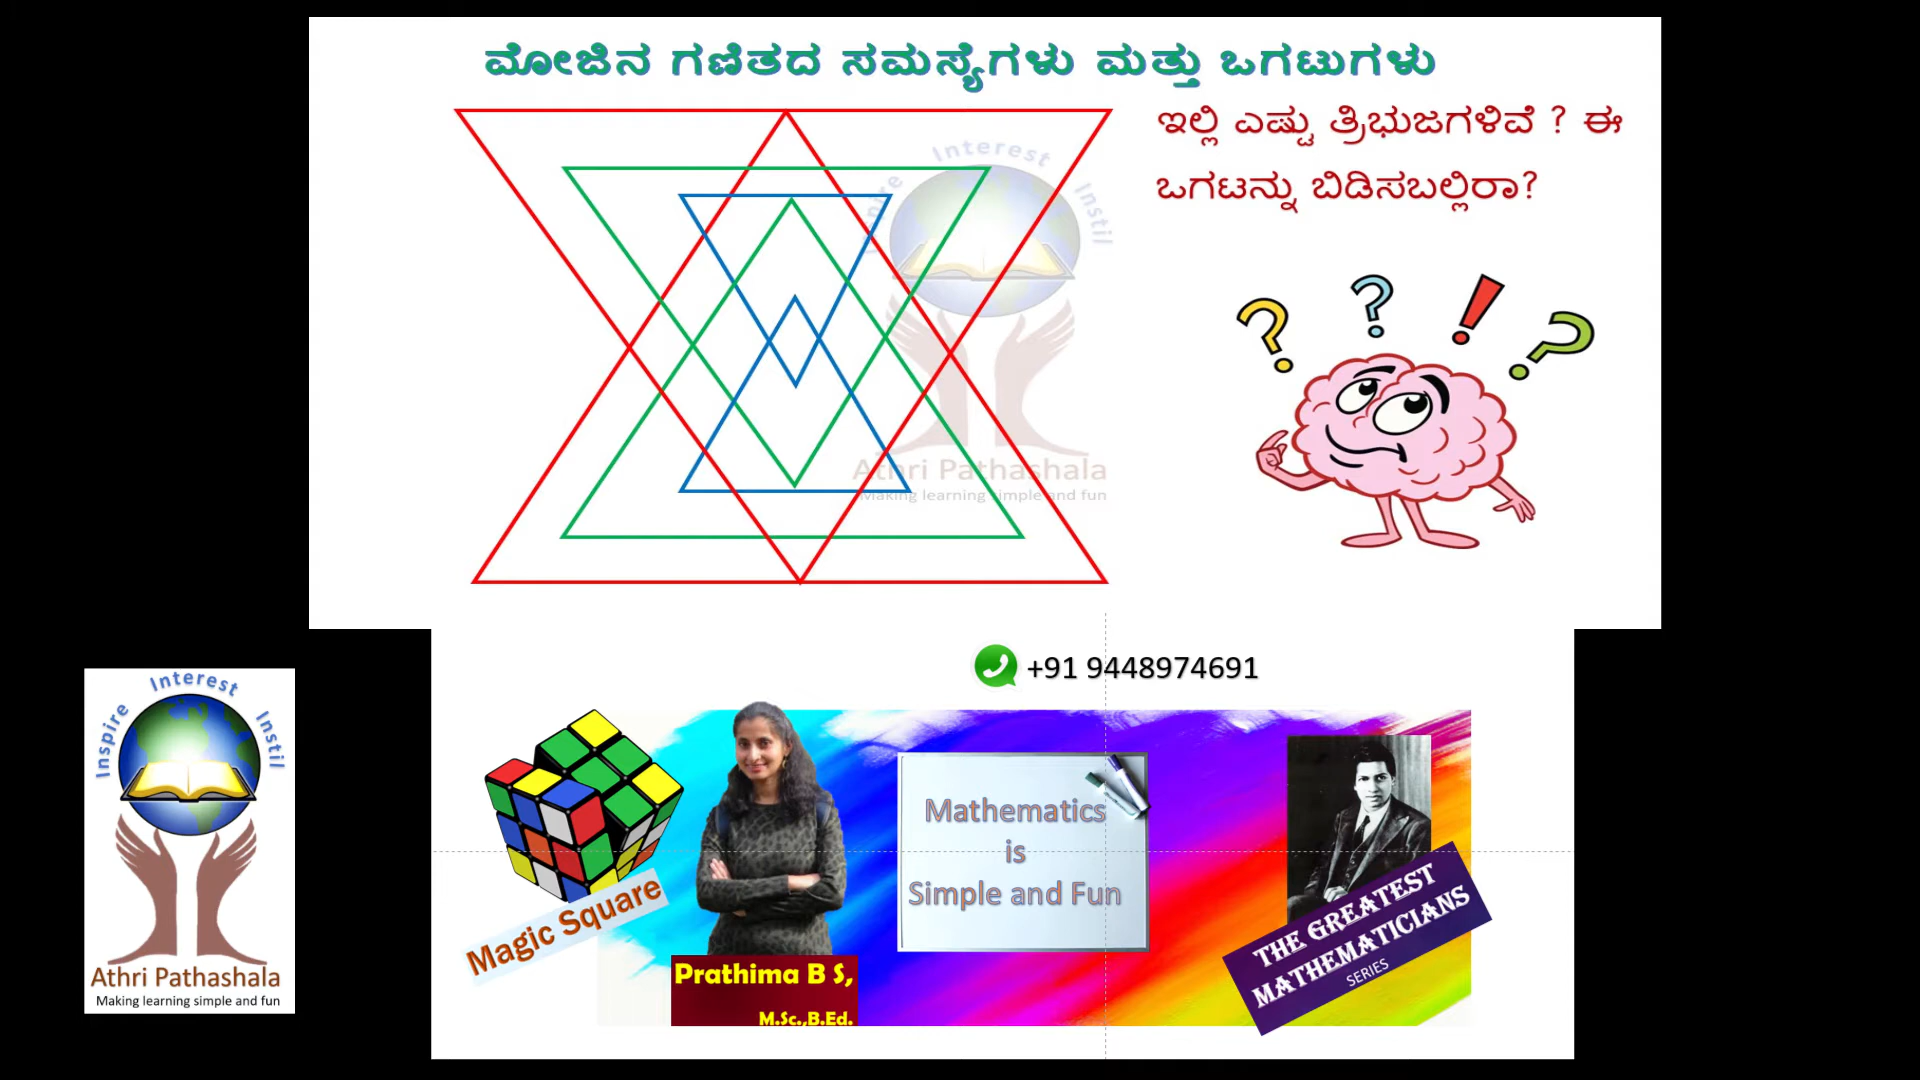 ಮೋಜಿನ ಗಣಿತದ ಸಮಸ್ಯೆಗಳು ಮತ್ತು ಒಗಟುಗಳು
ಇಲ್ಲಿ ಎಷ್ಟು ತ್ರಿಭುಜಗಳಿವೆ ? ಈ
ಒಗಟನ್ನು ಬಿಡಿಸಬಲ್ಲಿರಾ?
Inspire Interest Instil
Athri Pathashala
Making learning simple and fun
+91 9448974691
Inspire Interest Instil
Athri Pathashala
Making learning simple and fun
Magic Square
Prathima B S,
M.Sc.,B.Ed.
Mathematics
is
Simple and Fun
THE GREATEST
MATHEMATICIANS
SERIES